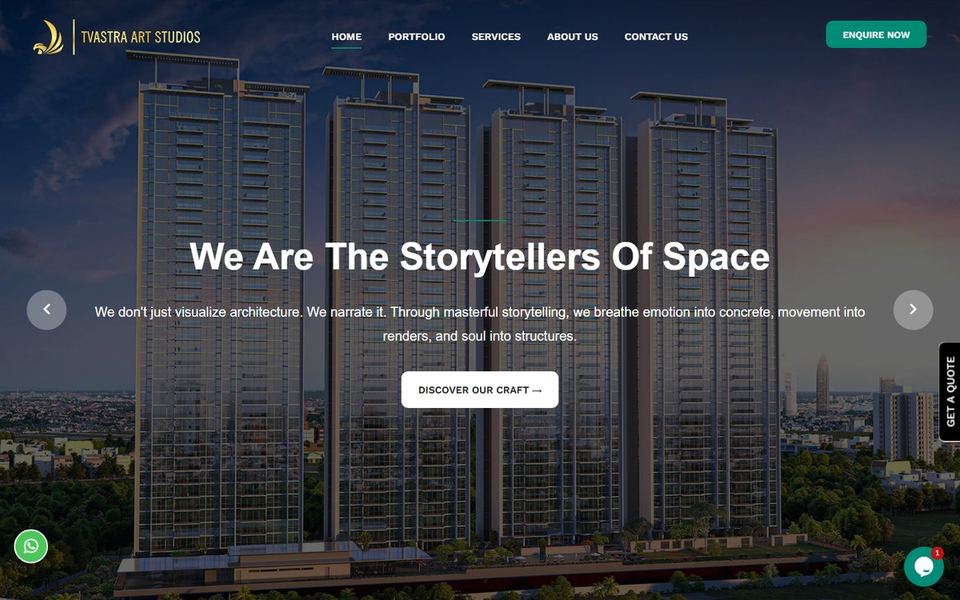 TVASTRA ART STUDIOS
HOME
PORTFOLIO
SERVICES
ABOUT US
CONTACT US
ENQUIRE NOW
We Are The Storytellers Of Space
We don't just visualize architecture. We narrate it. Through masterful storytelling, we breathe emotion into concrete, movement into
renders, and soul into structures.
DISCOVER OUR CRAFT →
GET A QUOTE
1